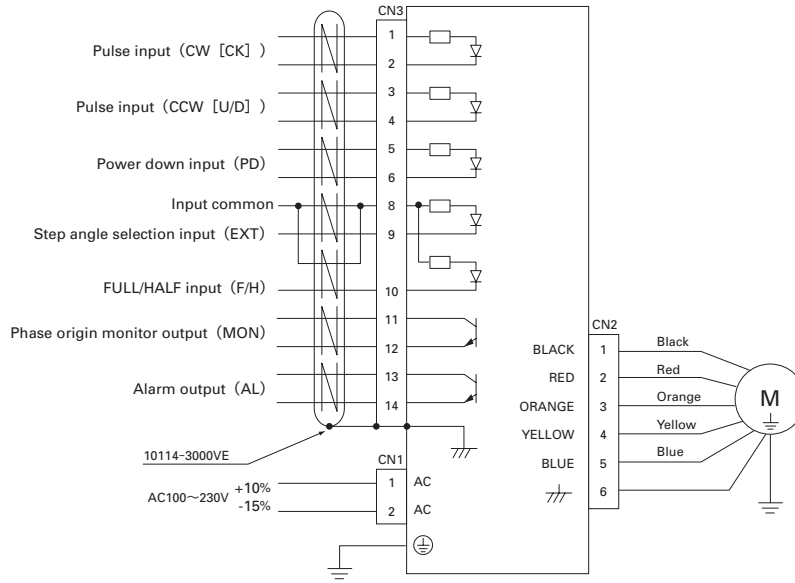 CN3
Pulse input（CW［CK］）
1
2
Pulse input（CCW［U/D］）
3
4
Power down input（PD）
5
6
Input common
8
Step angle selection input（EXT）
9
FULL/HALF input（F/H）
10
Phase origin monitor output（MON）
11
12
Alarm output（AL）
13
14
10114-3000VE
CN1
AC100～230V +10%
-15%
1 AC
2 AC
CN2
BLACK 1 Black
RED 2 Red
ORANGE 3 Orange
YELLOW 4 Yellow
BLUE 5 Blue
6
M